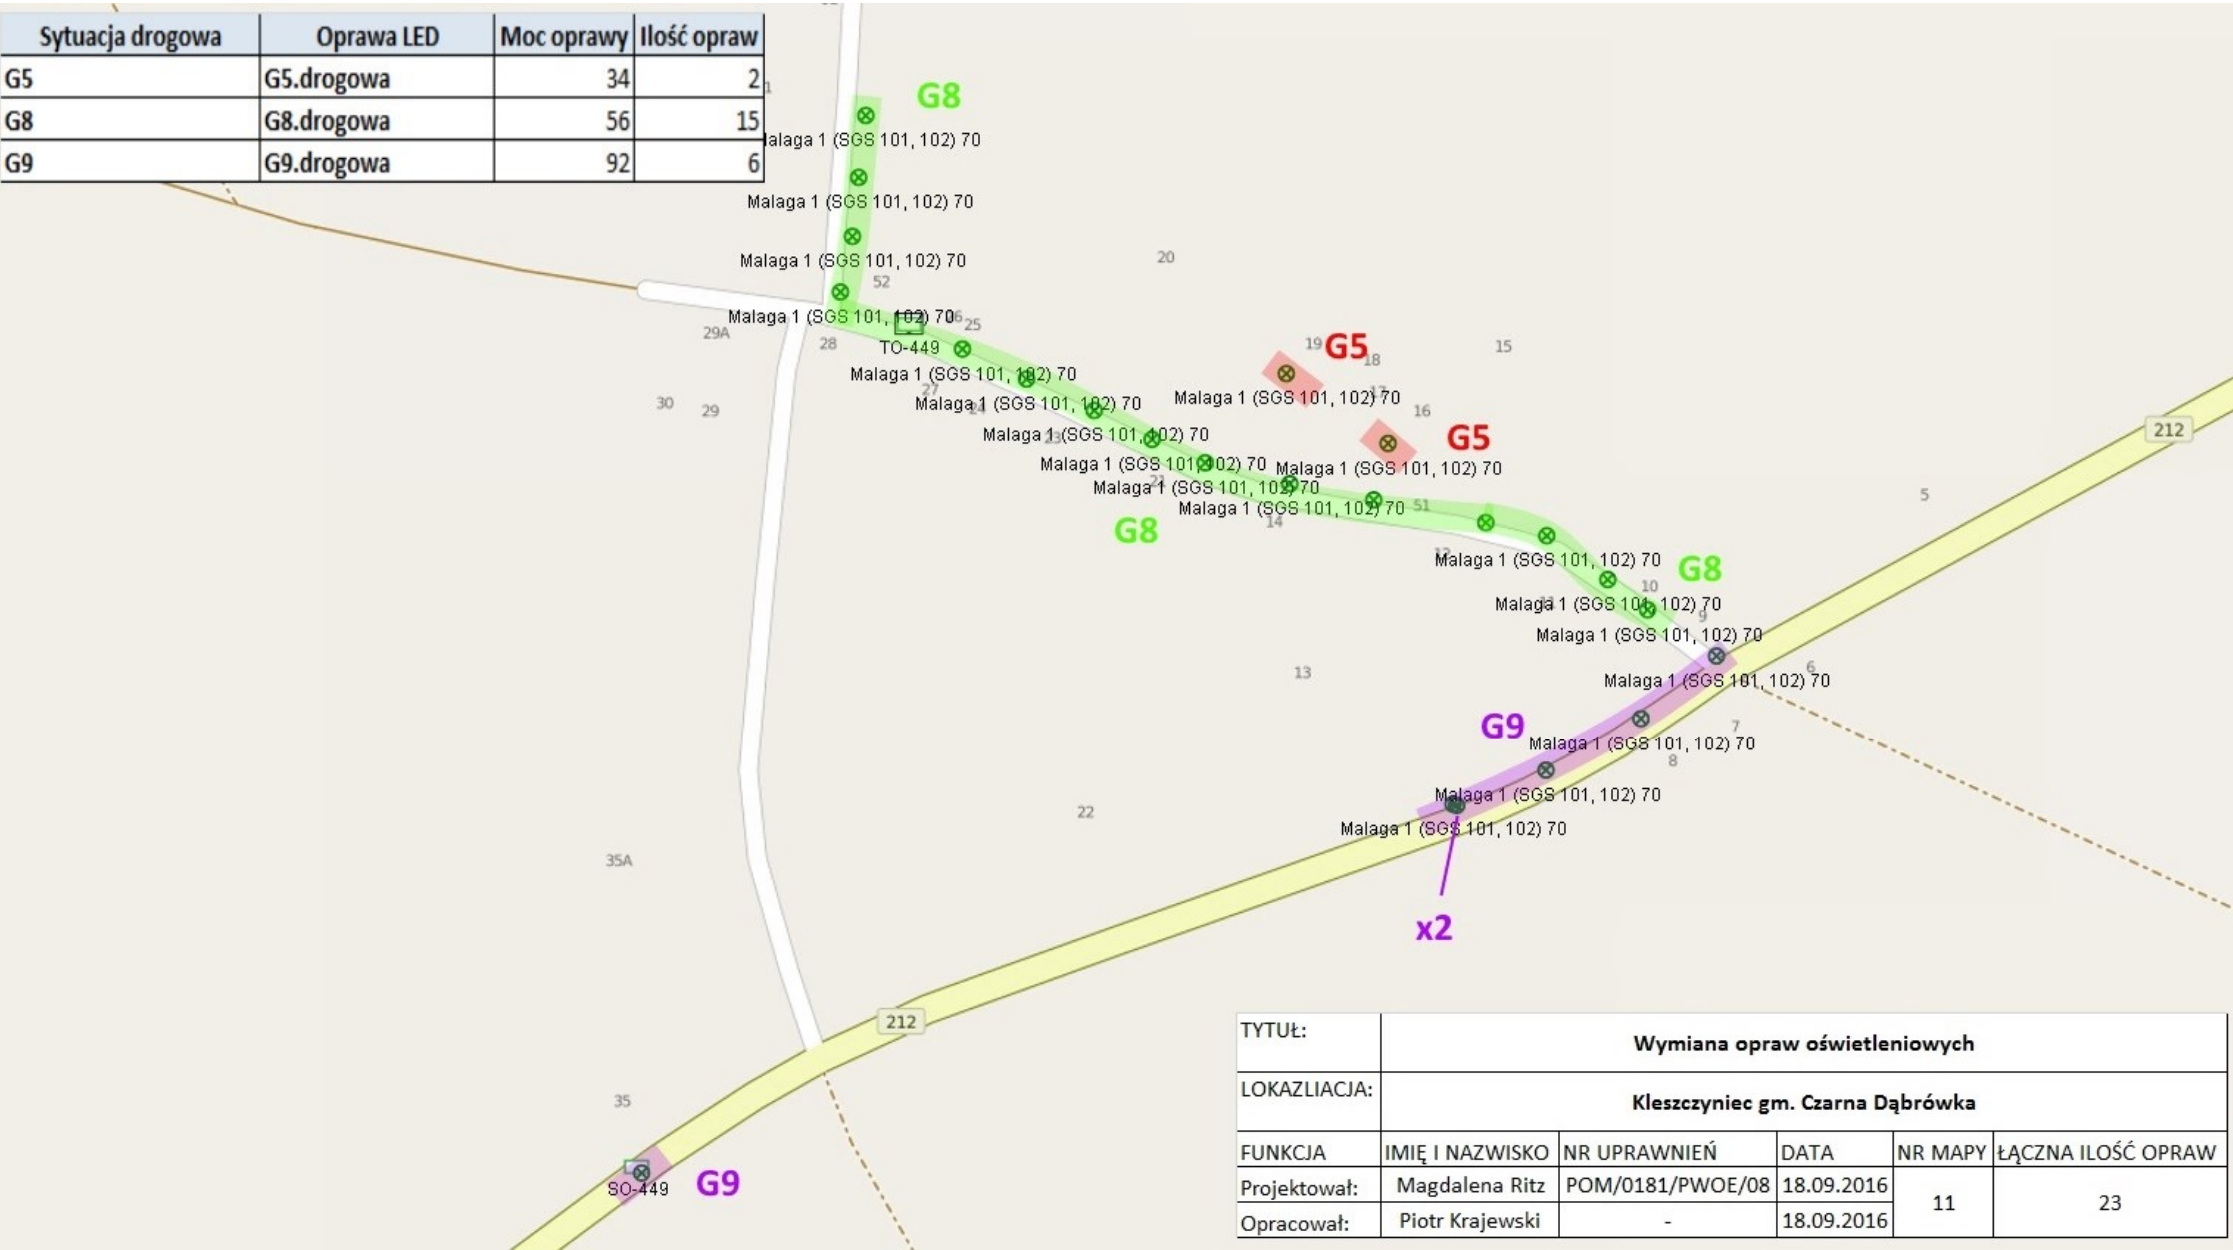 Sytuacja drogowa Oprawa LED Moc oprawy Ilość opraw
G5 G5.drogowa 34 2
G8 G8.drogowa 56 15
G9 G9.drogowa 92 6
G8
Malaga 1 (SGS 101, 102) 70
Malaga 1 (SGS 101, 102) 70
20
Malaga 1 (SGS 101, 102) 70
52
Malaga 1 (SGS 101, 102) 70
26
25
29A
28
TO-449
19
G5
18
15
Malaga 1 (SGS 101, 102) 70
27
17
Malaga 1 (SGS 101, 102) 70
30
29
Malaga 1 (SGS 101, 102) 70
24
16
212
Malaga 1 (SGS 101, 102) 70
23
G5
Malaga 1 (SGS 101, 102) 70
Malaga 1 (SGS 101, 102) 70
21
Malaga 1 (SGS 101, 102) 70
5
Malaga 1 (SGS 101, 102) 70
51
14
G8
12
Malaga 1 (SGS 101, 102) 70
G8
10
Malaga 1 (SGS 101, 102) 70
11
9
Malaga 1 (SGS 101, 102) 70
13
6
Malaga 1 (SGS 101, 102) 70
G9
7
Malaga 1 (SGS 101, 102) 70
8
Malaga 1 (SGS 101, 102) 70
22
Malaga 1 (SGS 101, 102) 70
35A
x2
212
35
SO-449
G9
TYTUŁ: Wymiana opraw oświetleniowych
LOKAZLIACJA: Kleszczyniec gm. Czarna Dąbrówka
FUNKCJA IMIĘ I NAZWISKO NR UPRAWNIEŃ DATA NR MAPY ŁĄCZNA ILOŚĆ OPRAW
Projektował: Magdalena Ritz POM/0181/PWOE/08 18.09.2016 11 23
Opracował: Piotr Krajewski - 18.09.2016